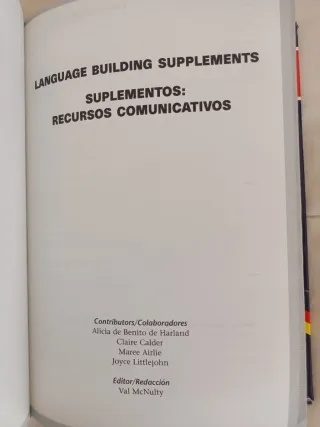 LANGUAGE BUILDING SUPPLEMENTS
SUPLEMENTOS:
RECURSOS COMUNICATIVOS
Contributors/Colaboradores
Alicia de Benito de Harland
Claire Calder
Maree Airlie
Joyce Littlejohn
Editor/Redacción
Val McNulty